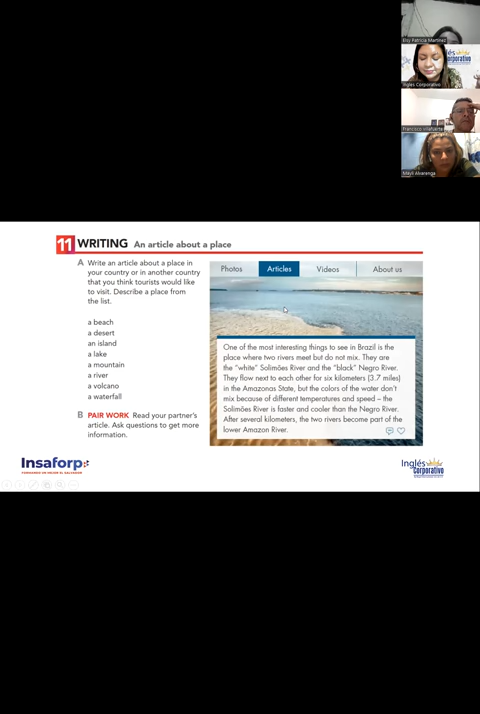 Elsy Patricia Martinez
Ingles Corporativo
Francisco Villafuerte
Mayli Alvarenga
11 WRITING An article about a place
A Write an article about a place in
your country or in another country
that you think tourists would like
to visit. Describe a place from
the list.
a beach
a desert
an island
a lake
a mountain
a river
a volcano
a waterfall
B PAIR WORK Read your partner's
article. Ask questions to get more
information.
Photos Articles Videos About us
One of the most interesting things to see in Brazil is the
place where two rivers meet but do not mix. They are
the "white" Solimões River and the "black" Negro River.
They flow next to each other for six kilometers (3.7 miles)
in the Amazonas State, but the colors of the water don't
mix because of different temperatures and speed – the
Solimões River is faster and cooler than the Negro River.
After several kilometers, the two rivers become part of the
lower Amazon River.
Insaforp
Inglés
Corporativo